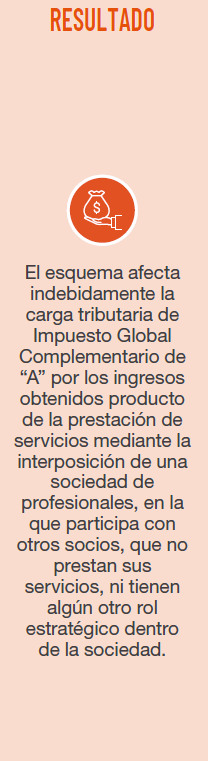 RESULTADO
$
El esquema afecta
indebidamente la
carga tributaria de
Impuesto Global
Complementario de
“A” por los ingresos
obtenidos producto
de la prestación de
servicios mediante la
interposición de una
sociedad de
profesionales, en la
que participa con
otros socios, que no
prestan sus
servicios, ni tienen
algún otro rol
estratégico dentro
de la sociedad.